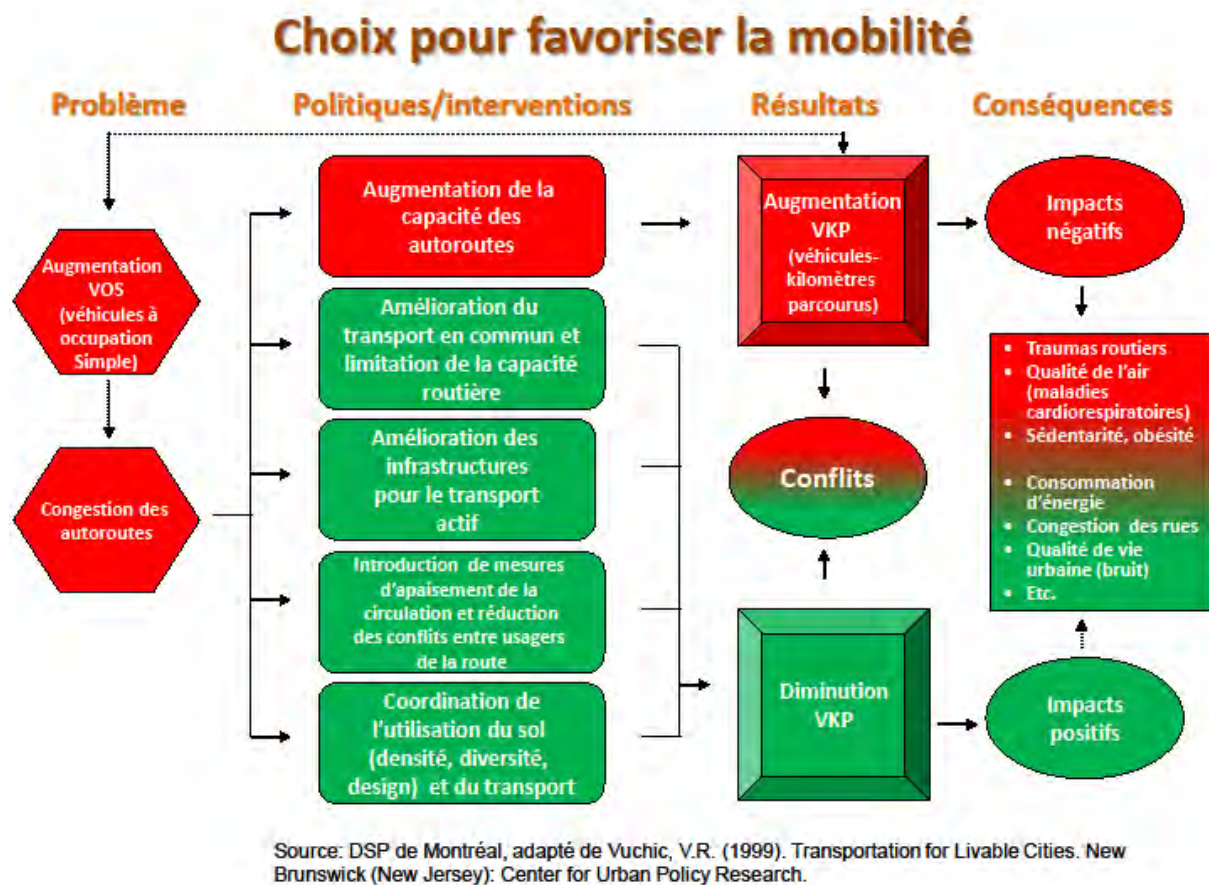 Choix pour favoriser la mobilité
Problème
Politiques/interventions
Résultats
Conséquences
Augmentation
VOS
(véhicules à
occupation
Simple)
Congestion des
autoroutes
Augmentation de la
capacité des
autoroutes
Amélioration du
transport en commun et
limitation de la capacité
routière
Amélioration des
infrastructures
pour le transport
actif
Introduction de mesures
d'apaisement de la
circulation et réduction
des conflits entre usagers
de la route
Coordination de
l'utilisation du sol
(densité, diversité,
design) et du transport
Augmentation
VKP
(véhicules-
kilomètres
parcourus)
Conflits
Diminution
VKP
Impacts
négatifs
• Traumas routiers
• Qualité de l'air
(maladies
cardiorespiratoires)
• Sédentarité, obésité
• Consommation
d'énergie
• Congestion des rues
• Qualité de vie
urbaine (bruit)
• Etc.
Impacts
positifs
Source: DSP de Montréal, adapté de Vuchic, V.R. (1999). Transportation for Livable Cities. New
Brunswick (New Jersey): Center for Urban Policy Research.